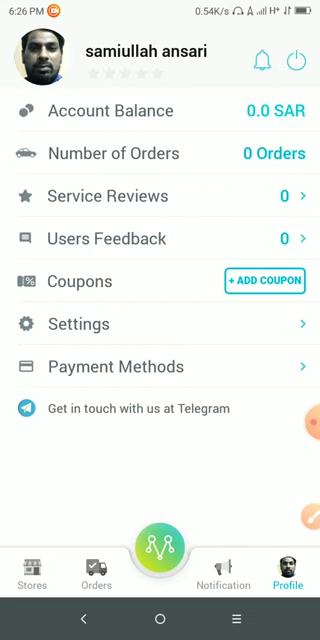 6:26 PM 0.54K/s H+
samiullah ansari
Account Balance 0.0 SAR
Number of Orders 0 Orders
Service Reviews 0
Users Feedback 0
Coupons + ADD COUPON
Settings
Payment Methods
Get in touch with us at Telegram
Stores Orders Notification Profile